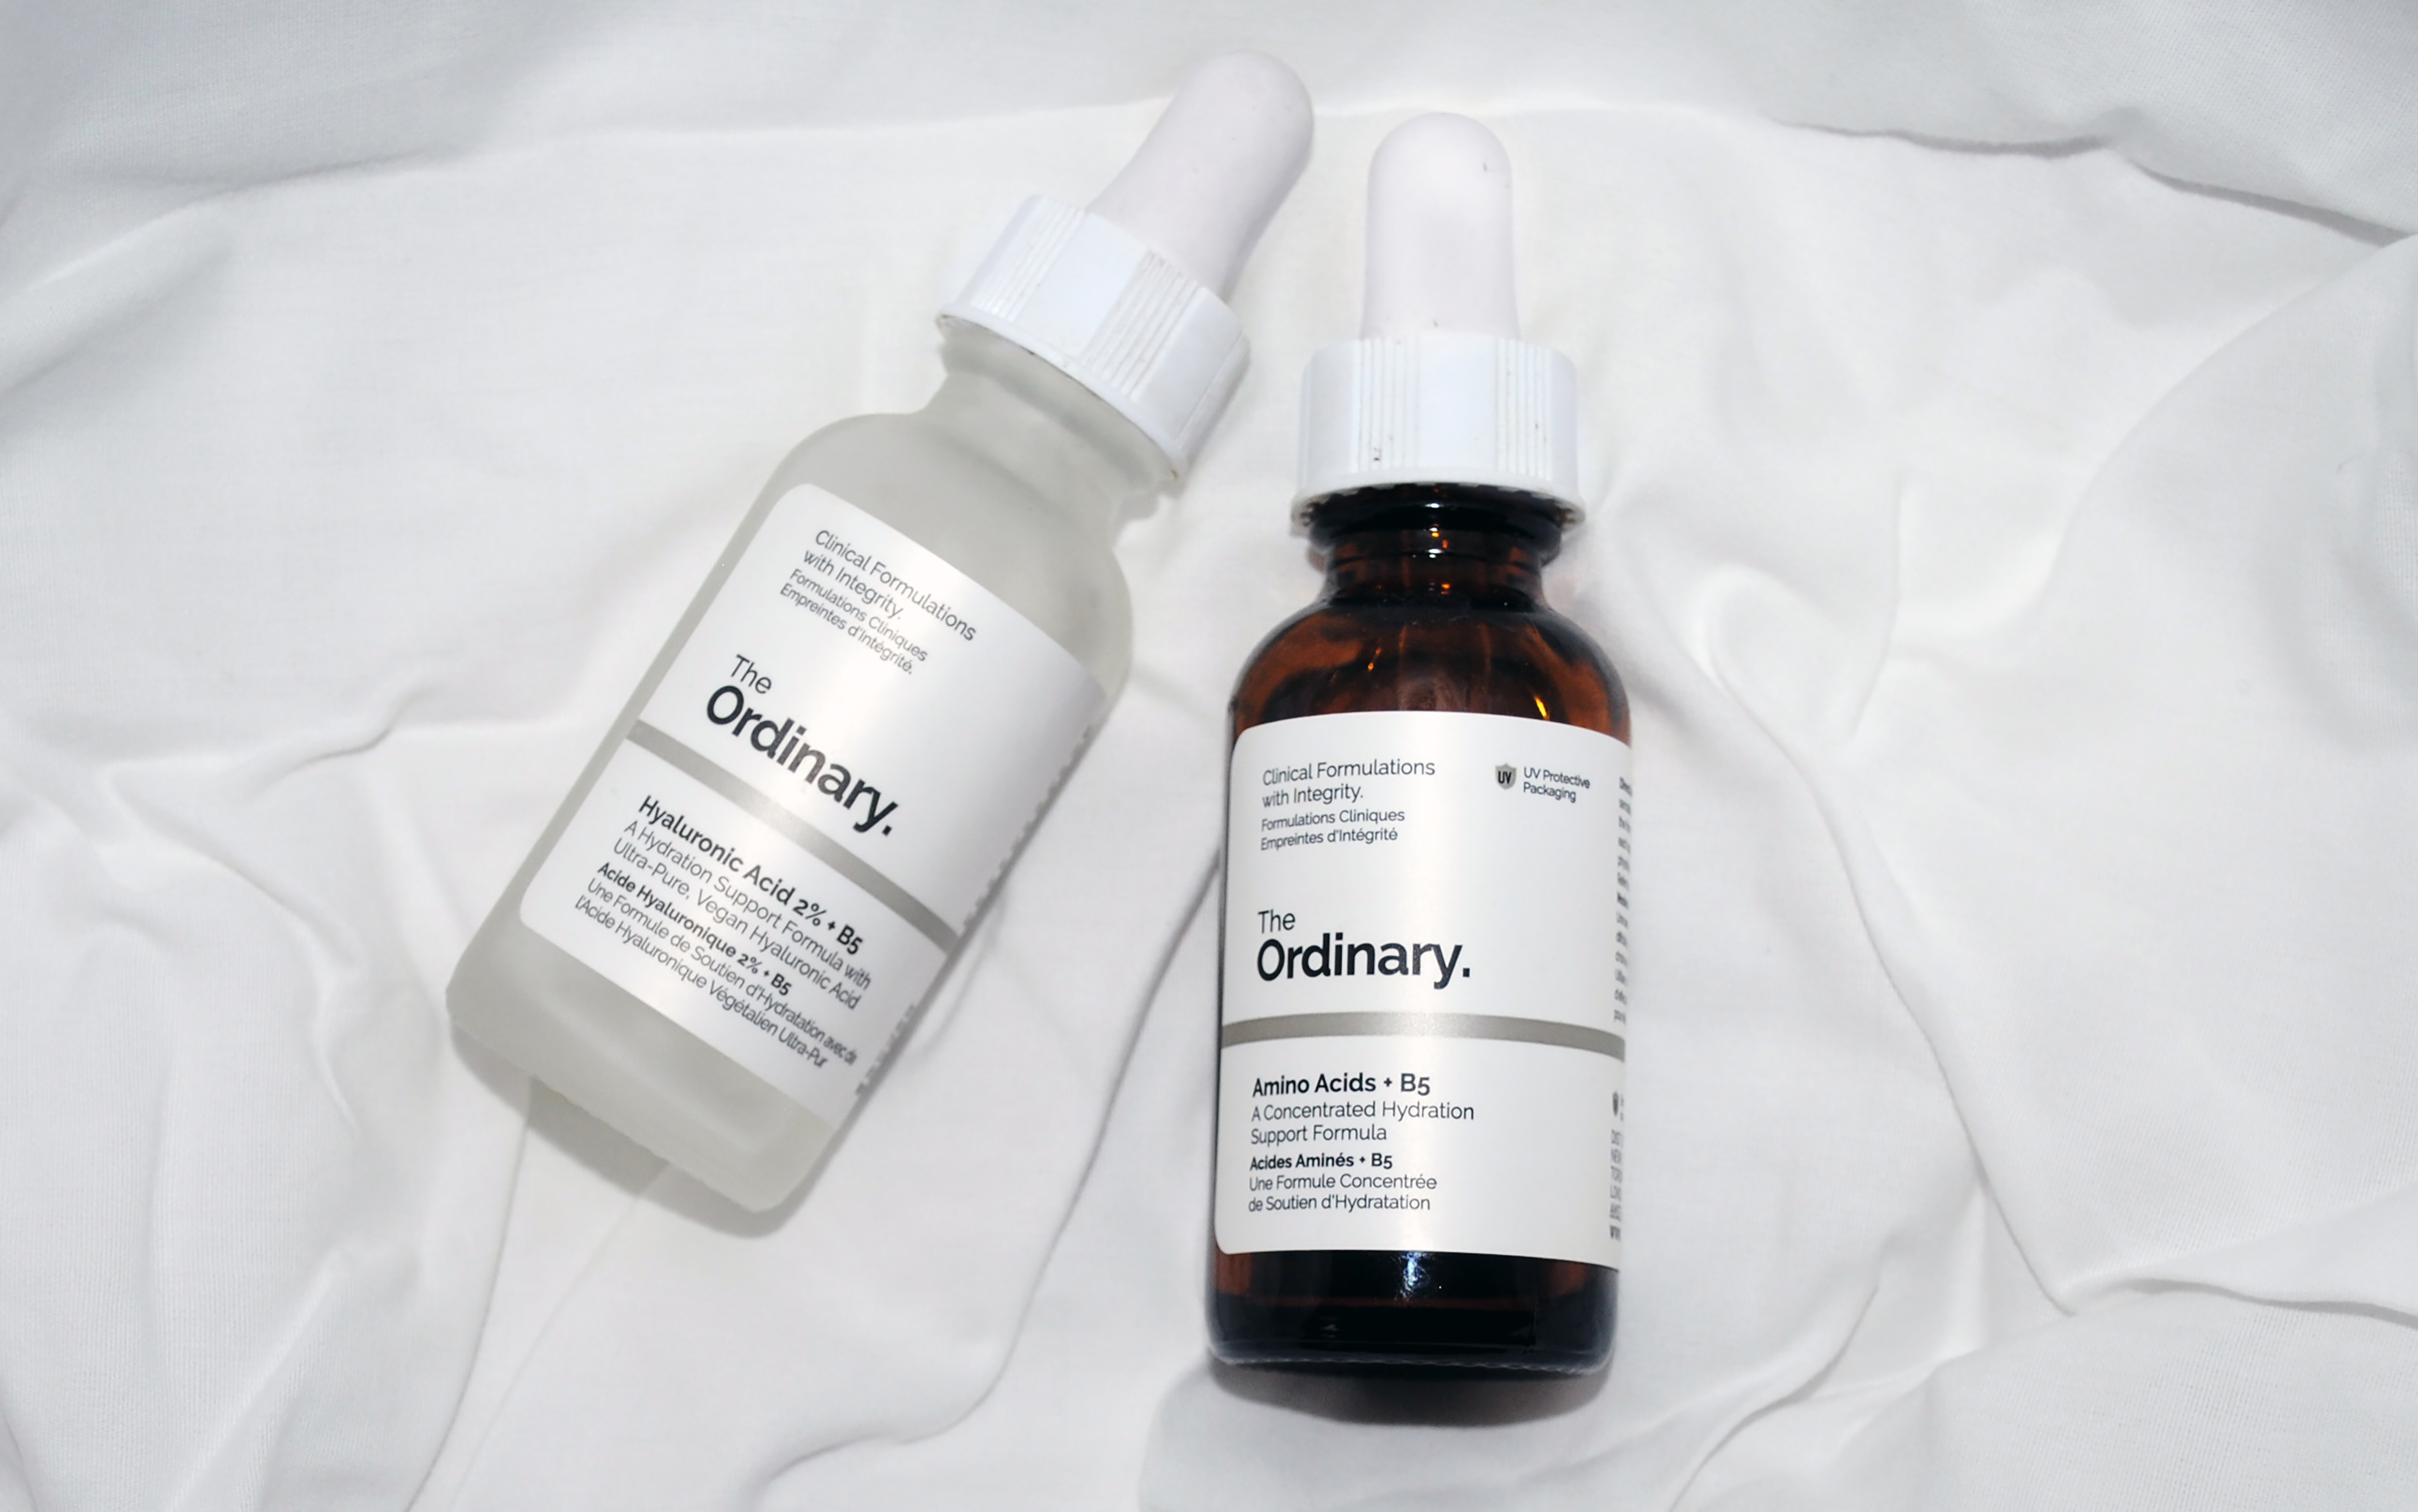 Clinical Formulations
with Integrity.
Formulations Cliniques
Empreintes d'Intégrité.
The
Ordinary.
Hyaluronic Acid 2% + B5
A Hydration Support Formula with
Ultra-Pure, Vegan Hyaluronic Acid
Acide Hyaluronique 2% + B5
Une Formule de Soutien d'Hydratation avec de
l'Acide Hyaluronique Végétalien Ultra-Pur
Clinical Formulations
with Integrity.
Formulations Cliniques
Empreintes d'Intégrité
UV
UV Protective
Packaging
The
Ordinary.
Amino Acids + B5
A Concentrated Hydration
Support Formula
Acides Aminés + B5
Une Formule Concentrée
de Soutien d'Hydratation